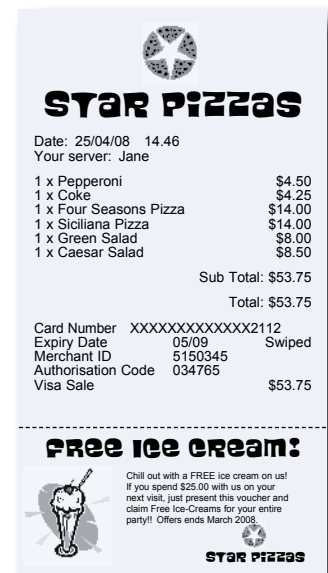 STAR PIZZAS
Date: 25/04/08 14.46
Your server: Jane
1 x Pepperoni $4.50
1 x Coke $4.25
1 x Four Seasons Pizza $14.00
1 x Siciliana Pizza $14.00
1 x Green Salad $8.00
1 x Caesar Salad $8.50
Sub Total: $53.75
Total: $53.75
Card Number XXXXXXXXXXXXX2112
Expiry Date 05/09 Swiped
Merchant ID 5150345
Authorisation Code 034765
Visa Sale $53.75
FREE ICE CREAM!
Chill out with a FREE ice cream on us!
If you spend $25.00 with us on your
next visit, just present this voucher and
claim Free Ice-Creams for your entire
party!! Offers ends March 2008.
STAR PIZZAS